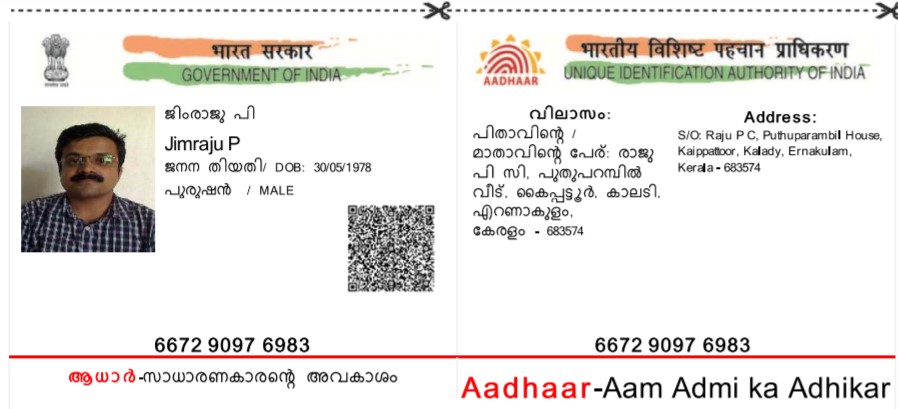 भारत सरकार
GOVERNMENT OF INDIA
ജിംരാജു പി
Jimraju P
ജനന തിയതി/ DOB: 30/05/1978
പുരുഷൻ / MALE
6672 9097 6983
ആധാർ-സാധാരണകാരന്റെ അവകാശം
AADHAAR
भारतीय विशिष्ट पहचान प्राधिकरण
UNIQUE IDENTIFICATION AUTHORITY OF INDIA
വിലാസം:
പിതാവിന്റെ /
മാതാവിന്റെ പേര്: രാജു
പി സി, പുതുപറമ്പിൽ
വീട്, കൈപ്പട്ടൂർ, കാലടി,
എറണാകുളം,
കേരളം - 683574
Address:
S/O: Raju P C, Puthuparambil House,
Kaippattoor, Kalady, Ernakulam,
Kerala - 683574
6672 9097 6983
Aadhaar-Aam Admi ka Adhikar